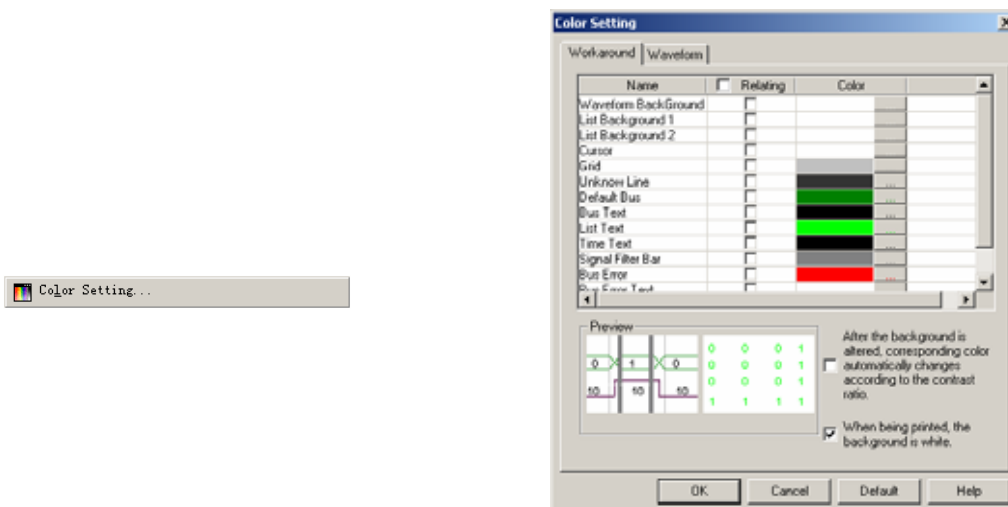 Color Setting...
Color Setting
Workaround Waveform
Name Relating Color
Waveform BackGround
List Background 1
List Background 2
Cursor
Grid
Unknow Line
Default Bus
Bus Text
List Text
Time Text
Signal Filter Bar
Bus Error
Bus Error Text
Preview
0 1 0
10 10 10
0 0 0 1
0 0 0 1
0 0 0 1
1 1 1 1
After the background is
altered, corresponding color
automatically changes
according to the contrast
ratio.
When being printed, the
background is white.
OK Cancel Default Help